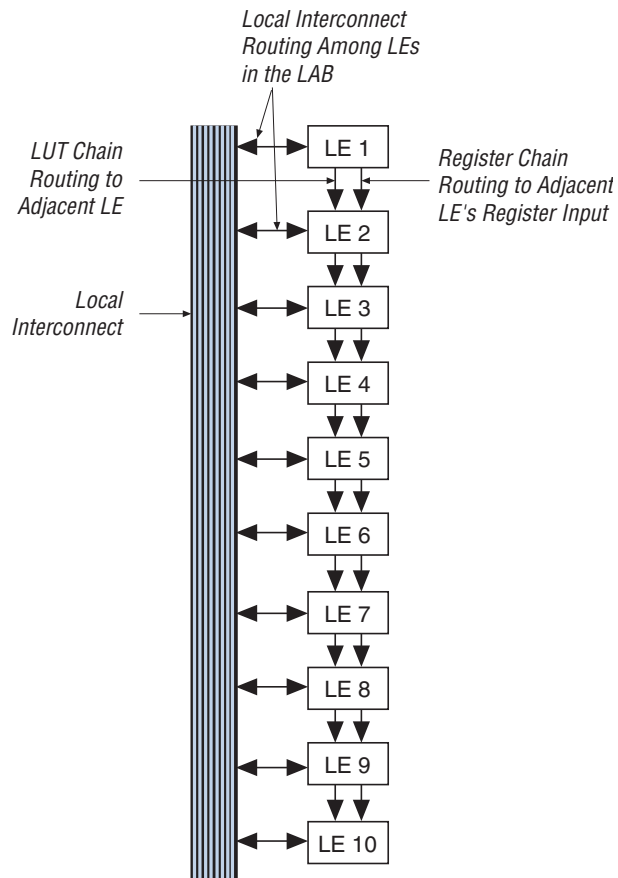 Local Interconnect
Routing Among LEs
in the LAB
LUT Chain
Routing to
Adjacent LE
Register Chain
Routing to Adjacent
LE's Register Input
Local
Interconnect
LE 1
LE 2
LE 3
LE 4
LE 5
LE 6
LE 7
LE 8
LE 9
LE 10